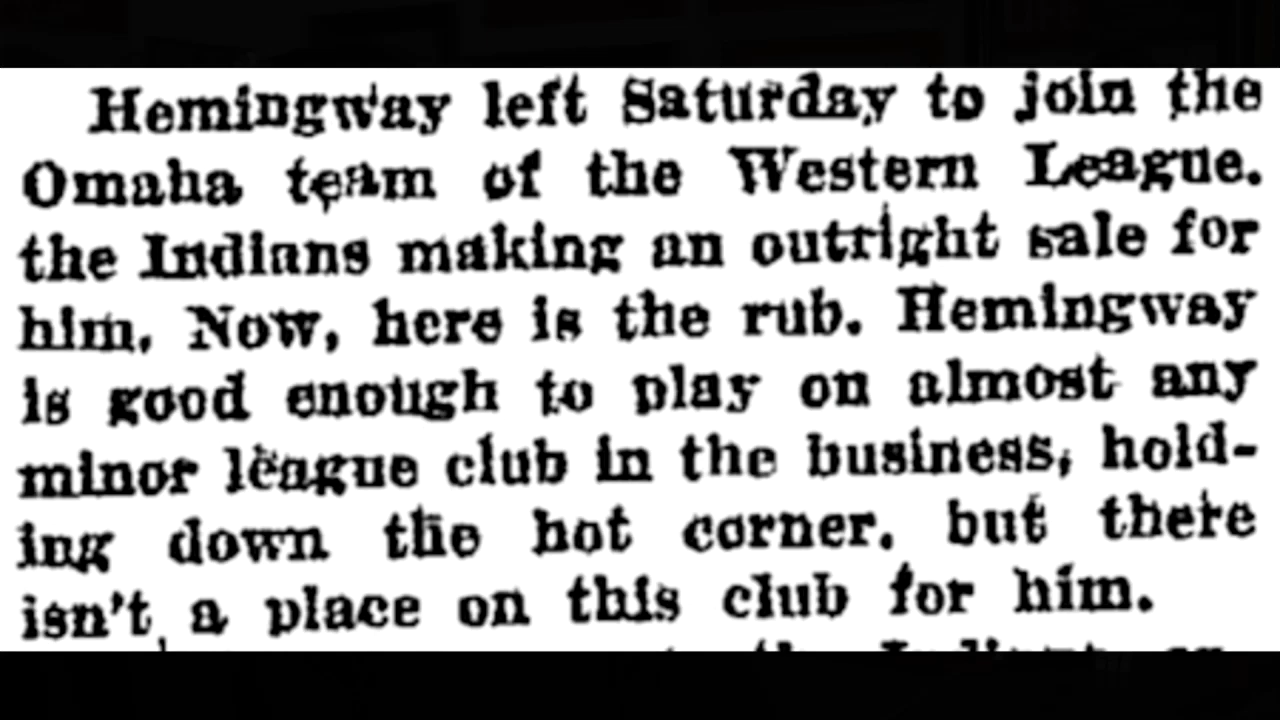 Hemingway left Saturday to join the
Omaha team of the Western League.
the Indians making an outright sale for
him. Now, here is the rub. Hemingway
is good enough to play on almost any
minor league club in the business, hold-
ing down the hot corner. but there
isn't a place on this club for him.